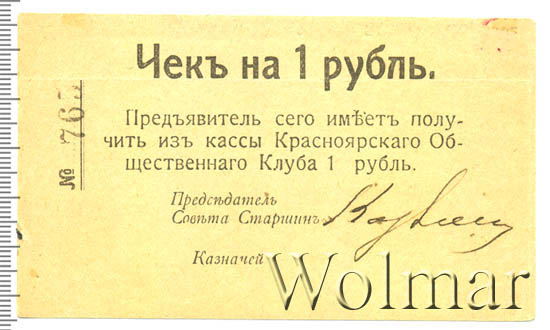 Чекъ на 1 рубль.
№ 765
Предъявитель сего имѣетъ полу-
чить изъ кассы Красноярскаго Об-
щественнаго Клуба 1 рубль.
Предсѣдатель
Совѣта Старшинъ
Казначей
Wolmar